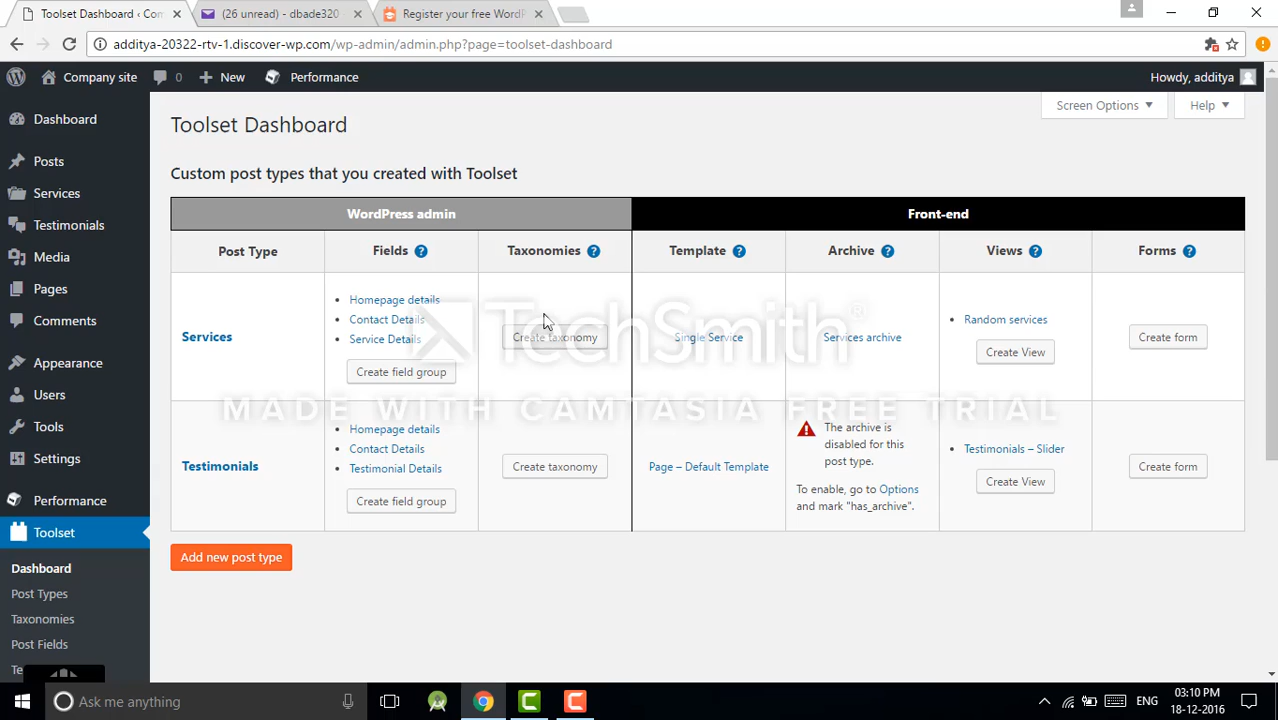 Toolset Dashboard ‹ Com
(26 unread) - dbade320
Register your free WordP
additya-20322-rtv-1.discover-wp.com/wp-admin/admin.php?page=toolset-dashboard
Company site
0
New
Performance
Howdy, additya
Screen Options
Help
Dashboard
Posts
Services
Testimonials
Media
Pages
Comments
Appearance
Users
Tools
Settings
Performance
Toolset
Dashboard
Post Types
Taxonomies
Post Fields
Toolset Dashboard
Custom post types that you created with Toolset
WordPress admin
Front-end
Post Type
Fields ?
Taxonomies ?
Template ?
Archive ?
Views ?
Forms ?
Services
Homepage details
Contact Details
Service Details
Create field group
Create taxonomy
Single Service
Services archive
Random services
Create View
Create form
Testimonials
Homepage details
Contact Details
Testimonial Details
Create field group
Create taxonomy
Page – Default Template
The archive is
disabled for this
post type.
To enable, go to Options
and mark "has_archive".
Testimonials – Slider
Create View
Create form
Add new post type
TechSmith®
MADE WITH CAMTASIA FREE TRIAL
Ask me anything
ENG
03:10 PM
18-12-2016